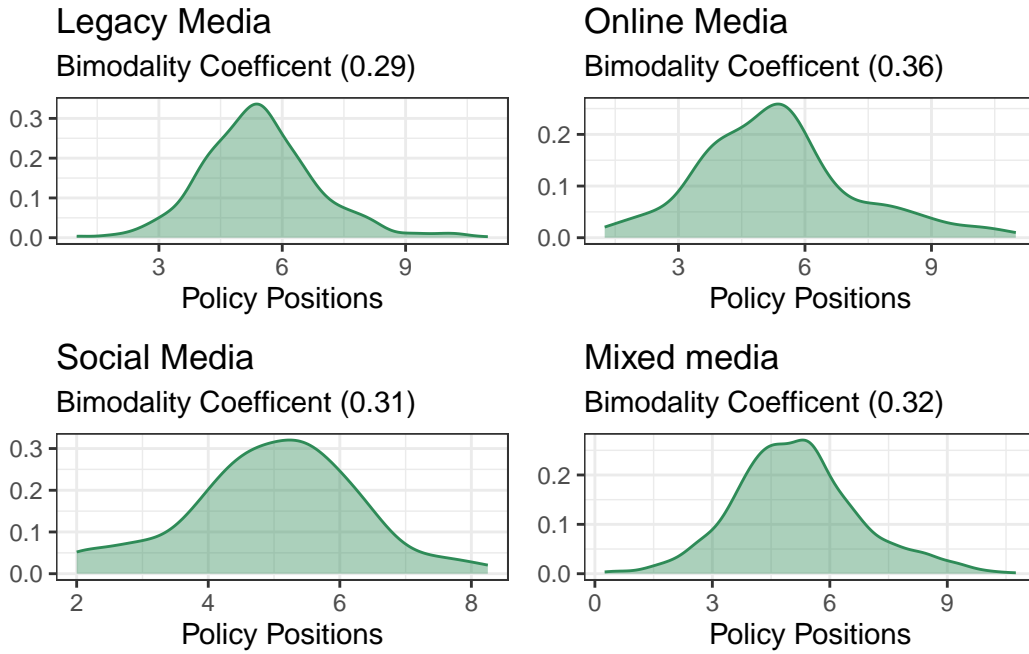 Legacy Media
Bimodality Coefficent (0.29)
0.3
0.2
0.1
0.0
3 6 9
Policy Positions
Online Media
Bimodality Coefficent (0.36)
0.2
0.1
0.0
3 6 9
Policy Positions
Social Media
Bimodality Coefficent (0.31)
0.3
0.2
0.1
0.0
2 4 6 8
Policy Positions
Mixed media
Bimodality Coefficent (0.32)
0.2
0.1
0.0
0 3 6 9
Policy Positions